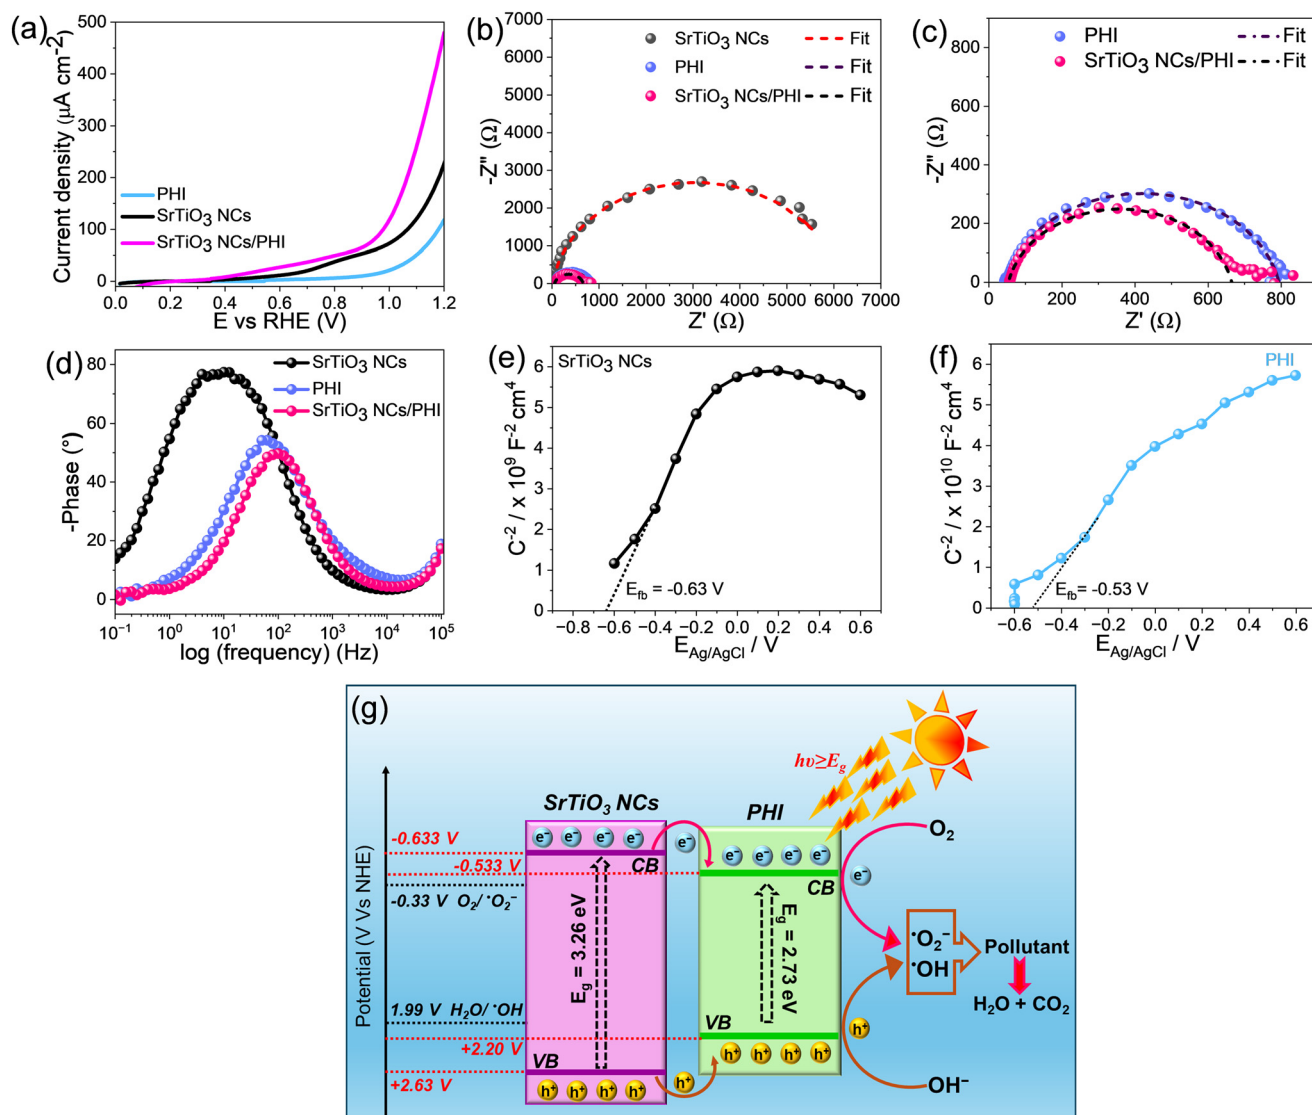 (a)
500
400
300
200
100
0
Current density (μA cm-2)
PHI
SrTiO3 NCs
SrTiO3 NCs/PHI
0.0 0.2 0.4 0.6 0.8 1.0 1.2
E vs RHE (V)
(b)
7000
6000
5000
4000
3000
2000
1000
0
-Z'' (Ω)
SrTiO3 NCs Fit
PHI Fit
SrTiO3 NCs/PHI Fit
0 1000 2000 3000 4000 5000 6000 7000
Z' (Ω)
(c)
900
600
300
0
-Z'' (Ω)
PHI Fit
SrTiO3 NCs/PHI Fit
0 200 400 600 800
Z' (Ω)
(d)
80
60
40
20
0
-Phase (°)
SrTiO3 NCs
PHI
SrTiO3 NCs/PHI
10−1 100 101 102 103 104 105
log (frequency) (Hz)
(e)
SrTiO3 NCs
6
5
4
3
2
1
0
C-2 / x 109 F-2 cm4
Efb = -0.63 V
−0.8 −0.6 −0.4 −0.2 0.0 0.2 0.4 0.6
EAg/AgCl / V
(f)
PHI
6
5
4
3
2
1
0
C-2 / x 1010 F-2 cm4
Efb= -0.53 V
−0.6 −0.4 −0.2 0.0 0.2 0.4 0.6
EAg/AgCl / V
(g)
Potential (V Vs NHE)
hυ≥Eg
SrTiO3 NCs
PHI
O2
e− e− e− e−
-0.633 V
e−
CB
-0.533 V
e− e− e− e−
CB
e−
-0.33 V O2/ •O2−
Eg = 3.26 eV
Eg = 2.73 eV
•O2−
•OH
Pollutant
H2O + CO2
1.99 V H2O/ •OH
VB
h+
+2.20 V
h+ h+ h+ h+
VB
+2.63 V
h+ h+ h+ h+
h+
OH−